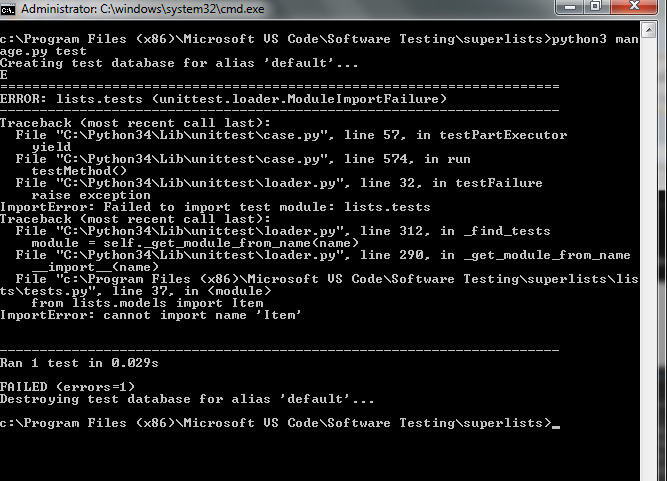 Administrator: C:\windows\system32\cmd.exe
c:\Program Files (x86)\Microsoft VS Code\Software Testing\superlists>python3 man
age.py test
Creating test database for alias 'default'...
E
======================================================================
ERROR: lists.tests (unittest.loader.ModuleImportFailure)
----------------------------------------------------------------------
Traceback (most recent call last):
  File "C:\Python34\Lib\unittest\case.py", line 57, in testPartExecutor
    yield
  File "C:\Python34\Lib\unittest\case.py", line 574, in run
    testMethod()
  File "C:\Python34\Lib\unittest\loader.py", line 32, in testFailure
    raise exception
ImportError: Failed to import test module: lists.tests
Traceback (most recent call last):
  File "C:\Python34\Lib\unittest\loader.py", line 312, in _find_tests
    module = self._get_module_from_name(name)
  File "C:\Python34\Lib\unittest\loader.py", line 290, in _get_module_from_name
    __import__(name)
  File "c:\Program Files (x86)\Microsoft VS Code\Software Testing\superlists\lis
ts\tests.py", line 37, in <module>
    from lists.models import Item
ImportError: cannot import name 'Item'
----------------------------------------------------------------------
Ran 1 test in 0.029s
FAILED (errors=1)
Destroying test database for alias 'default'...
c:\Program Files (x86)\Microsoft VS Code\Software Testing\superlists>_